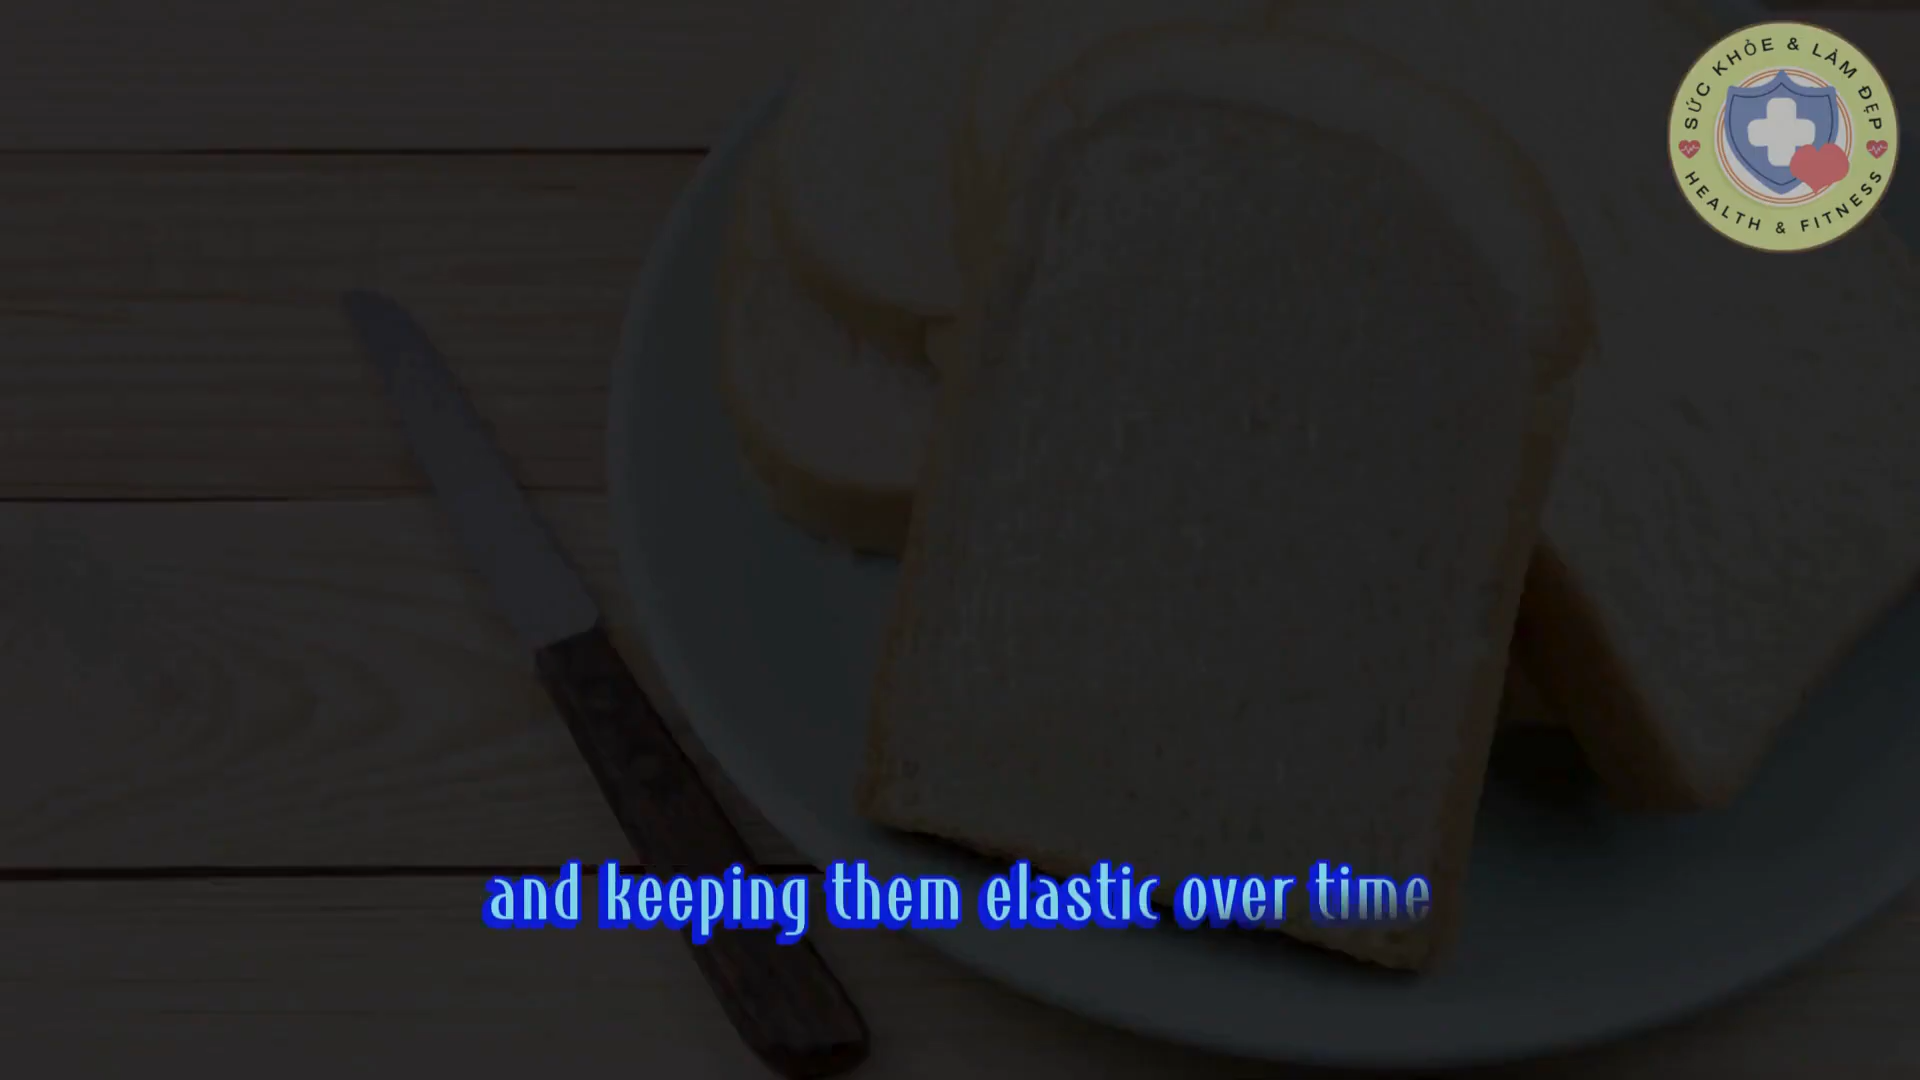 SỨC KHỎE & LÀM ĐẸP
HEALTH & FITNESS
and keeping them elastic over time